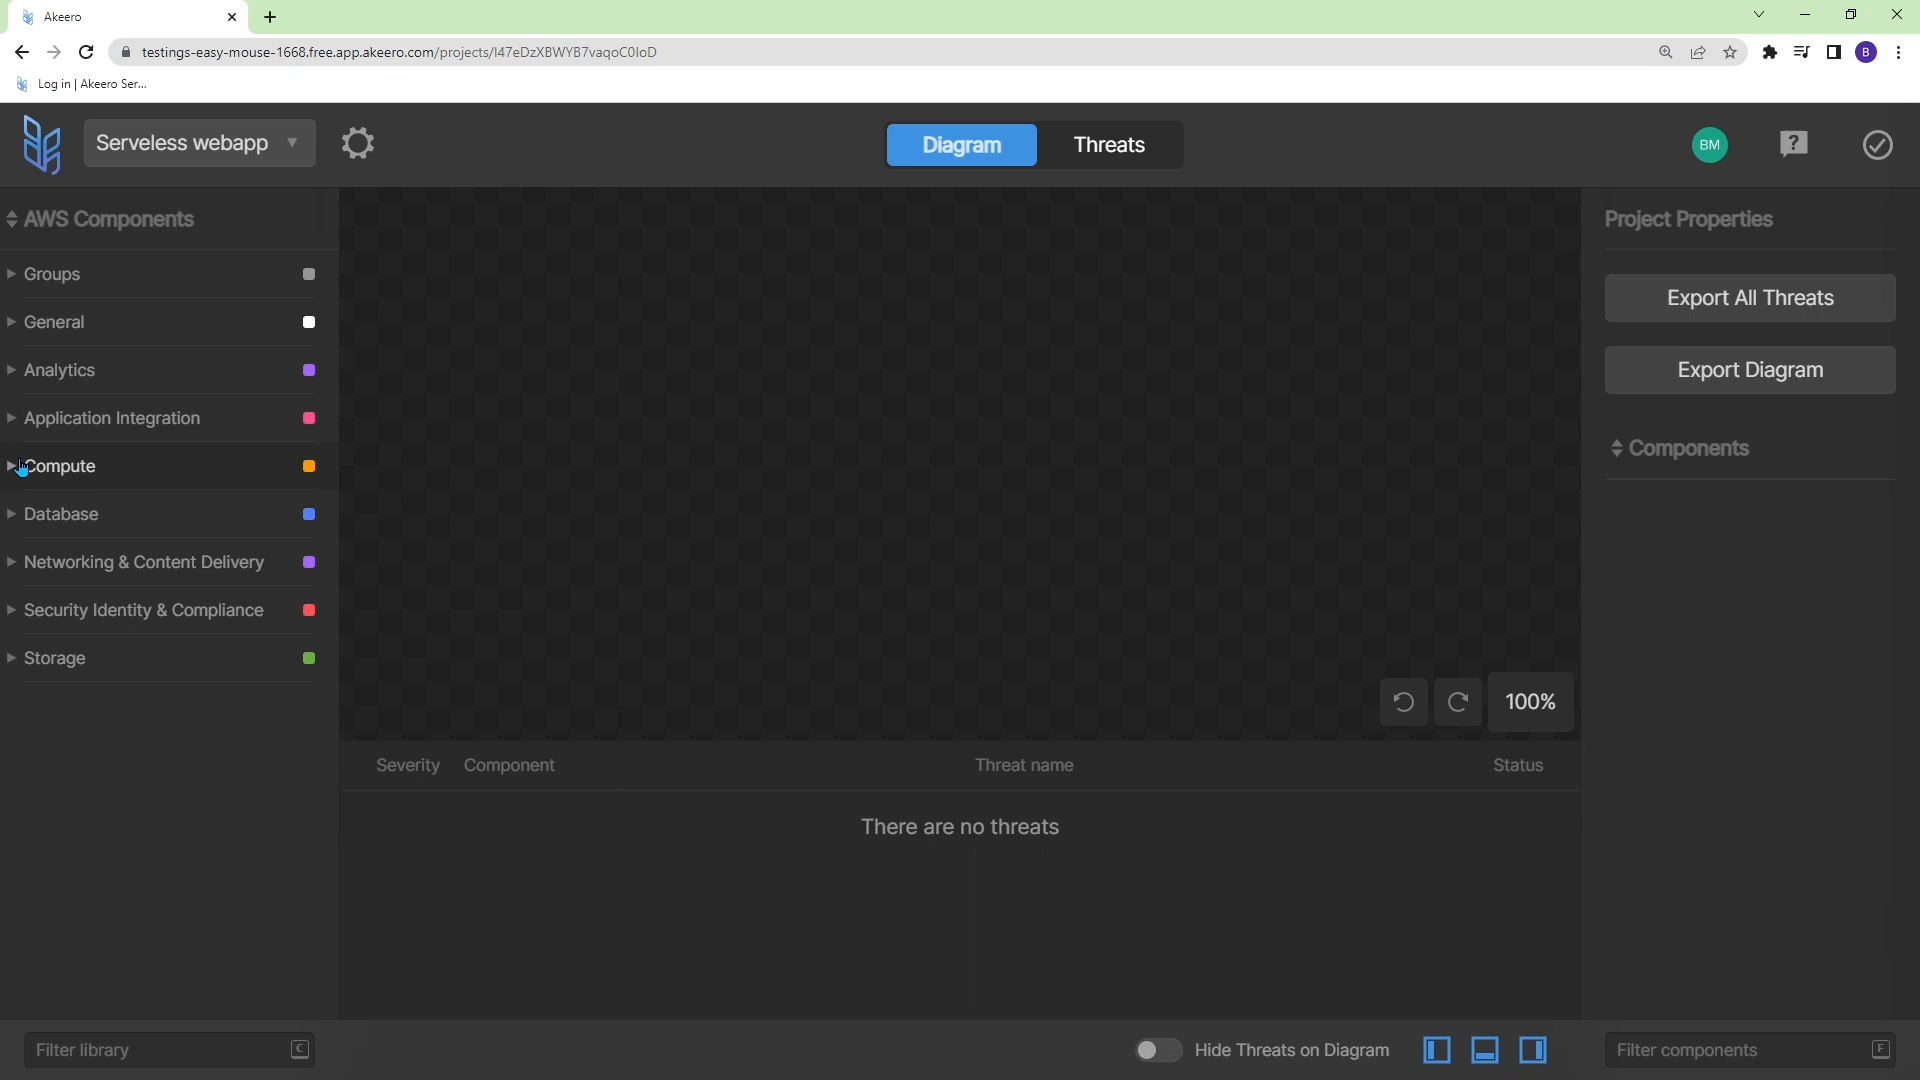 Akeero
testings-easy-mouse-1668.free.app.akeero.com/projects/l47eDzXBWYB7vaqoC0IoD
B
Log in | Akeero Ser...
Serveless webapp
Diagram
Threats
BM
?
AWS Components
Groups
General
Analytics
Application Integration
Compute
Database
Networking & Content Delivery
Security Identity & Compliance
Storage
Project Properties
Export All Threats
Export Diagram
Components
100%
Severity
Component
Threat name
Status
There are no threats
Filter library
C
Hide Threats on Diagram
Filter components
F